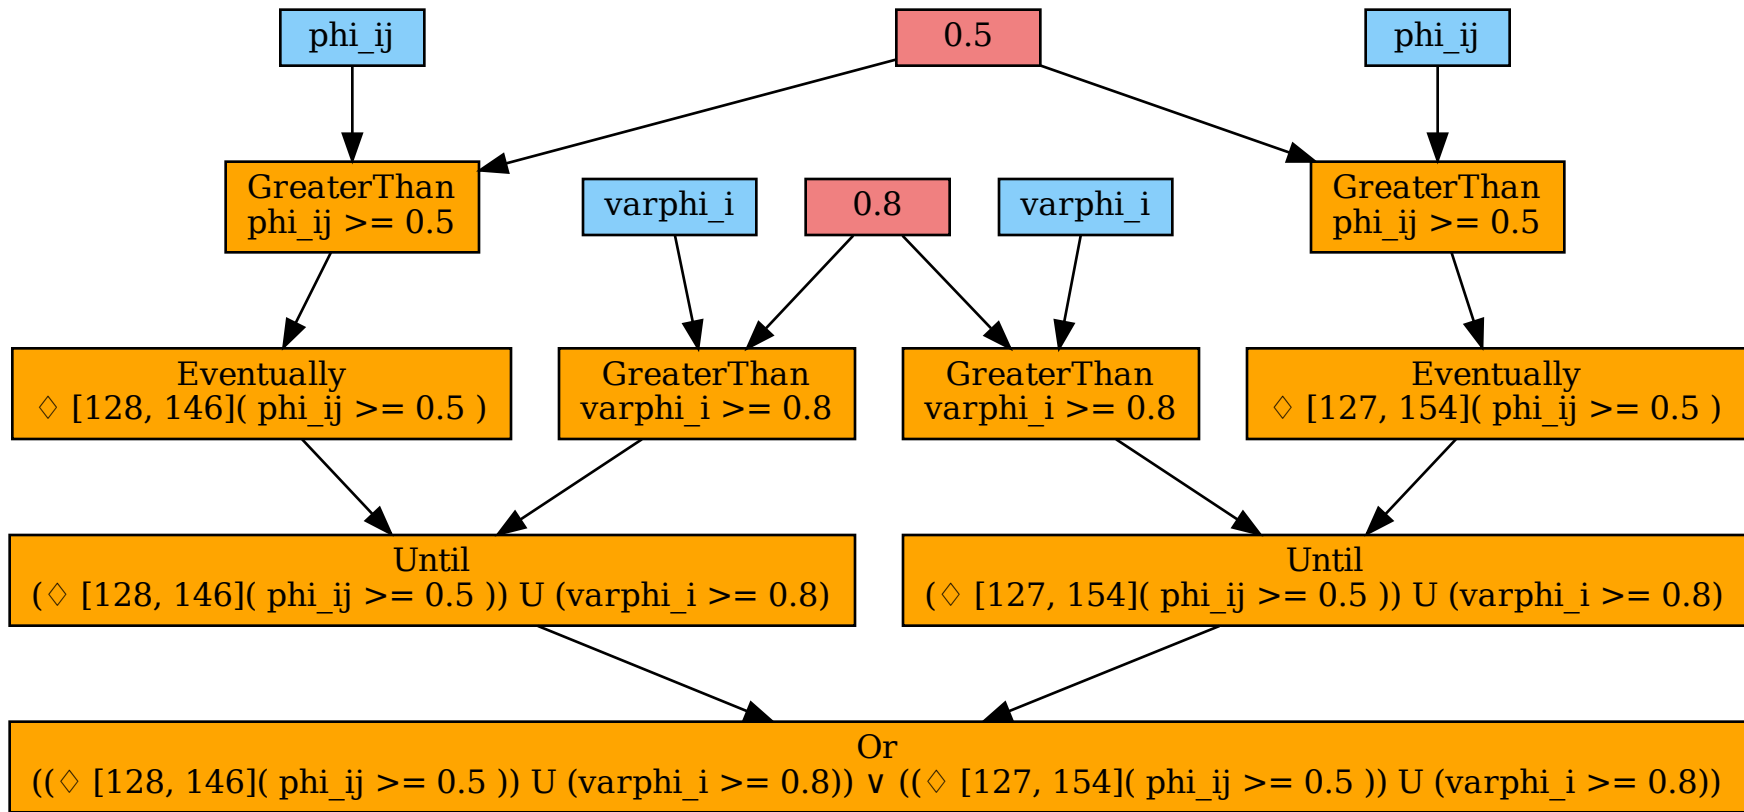 phi_ij
0.5
phi_ij
GreaterThan
phi_ij >= 0.5
varphi_i
0.8
varphi_i
GreaterThan
phi_ij >= 0.5
Eventually
♢ [128, 146]( phi_ij >= 0.5 )
GreaterThan
varphi_i >= 0.8
GreaterThan
varphi_i >= 0.8
Eventually
♢ [127, 154]( phi_ij >= 0.5 )
Until
(♢ [128, 146]( phi_ij >= 0.5 )) U (varphi_i >= 0.8)
Until
(♢ [127, 154]( phi_ij >= 0.5 )) U (varphi_i >= 0.8)
Or
((♢ [128, 146]( phi_ij >= 0.5 )) U (varphi_i >= 0.8)) ∨ ((♢ [127, 154]( phi_ij >= 0.5 )) U (varphi_i >= 0.8))